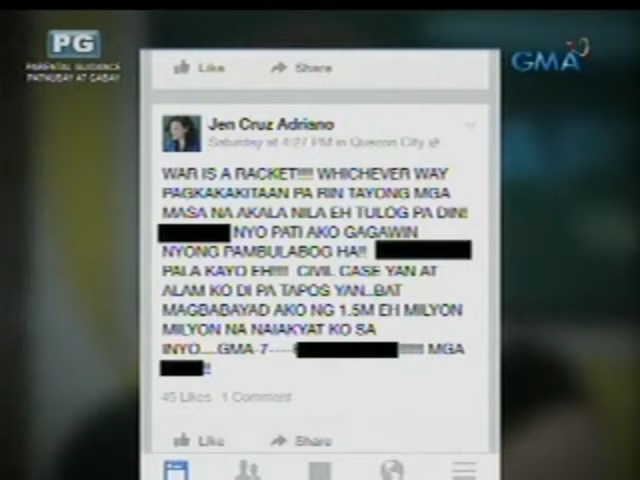 PG
PARENTAL GUIDANCE
PATNUBAY AT GABAY
GMA
Like Share
Jen Cruz Adriano
Saturday at 4:27 PM in Quezon City
WAR IS A RACKET!!!! WHICHEVER WAY
PAGKAKAKITAAN PA RIN TAYONG MGA
MASA NA AKALA NILA EH TULOG PA DIN!
NYO PATI AKO GAGAWIN
NYONG PAMBULABOG HA!!
PALA KAYO EH!!!! CIVIL CASE YAN AT
ALAM KO DI PA TAPOS YAN..BAT
MAGBABAYAD AKO NG 1.5M EH MILYON
MILYON NA NAIAKYAT KO SA
INYO....GMA-7----- !!!!!! MGA
!!
45 Likes 1 Comment
Like Share